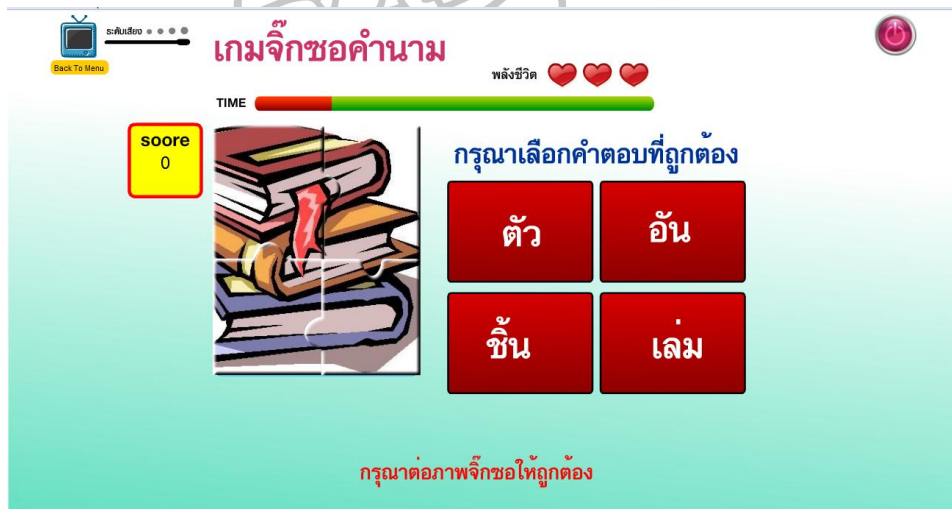 ระดับเสียง
Back To Menu
เกมจิ๊กซอคำนาม
พลังชีวิต
TIME
soore
0
กรุณาเลือกคำตอบที่ถูกต้อง
ตัว
อัน
ชิ้น
เล่ม
กรุณาต่อภาพจิ๊กซอให้ถูกต้อง